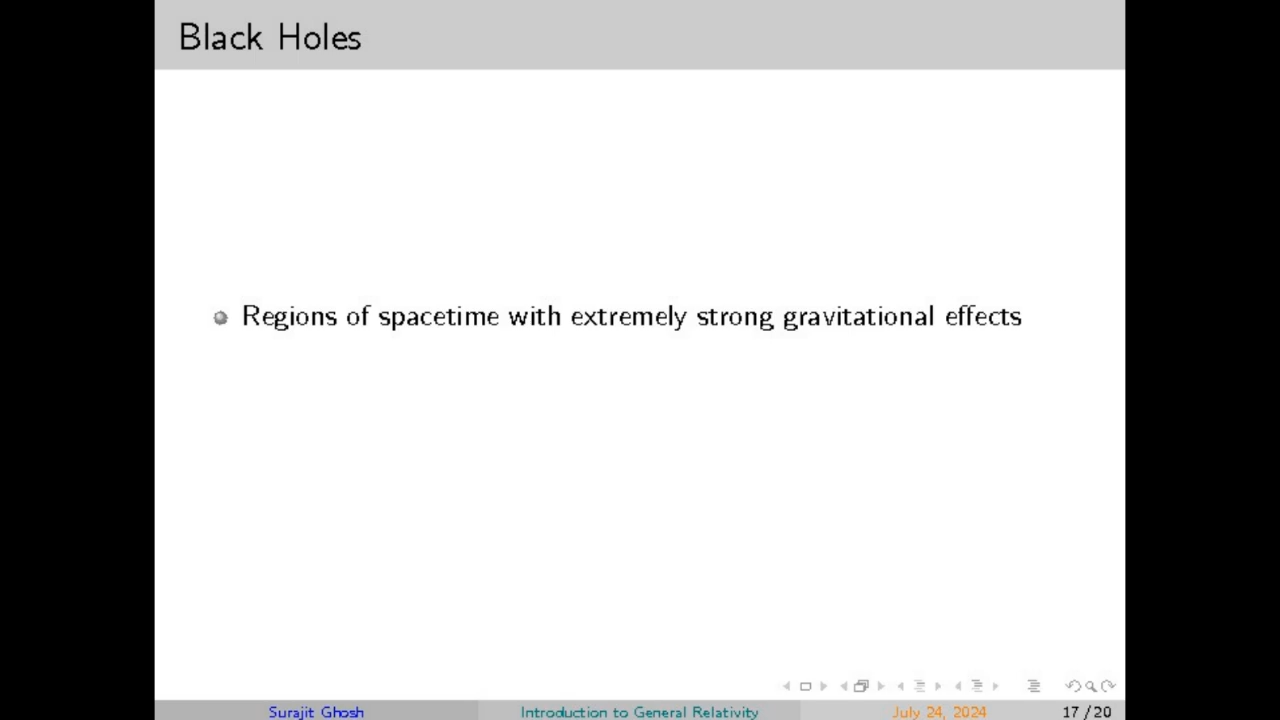 Black Holes
Regions of spacetime with extremely strong gravitational effects
Surajit Ghosh
Introduction to General Relativity
July 24, 2024
17 / 20